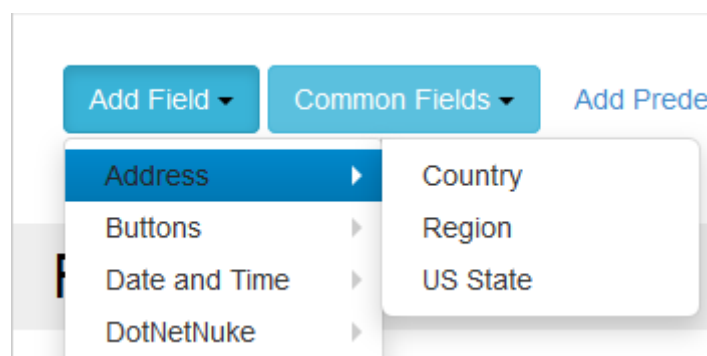 Add Field Common Fields Add Prede
Address Country
Buttons Region
Date and Time US State
DotNetNuke